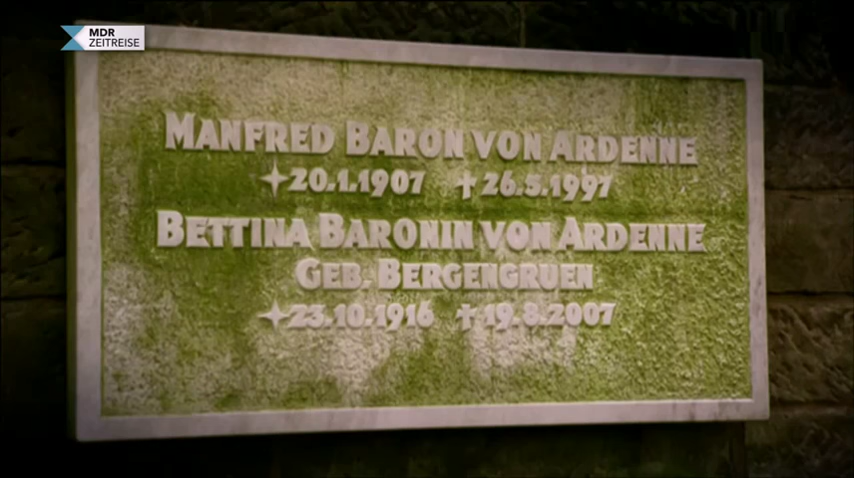 MDR
ZEITREISE
MANFRED BARON VON ARDENNE
✧20.1.1907 ✝26.5.1997
BETTINA BARONIN VON ARDENNE
GEB. BERGENGRUEN
✧23.10.1916 ✝19.8.2007